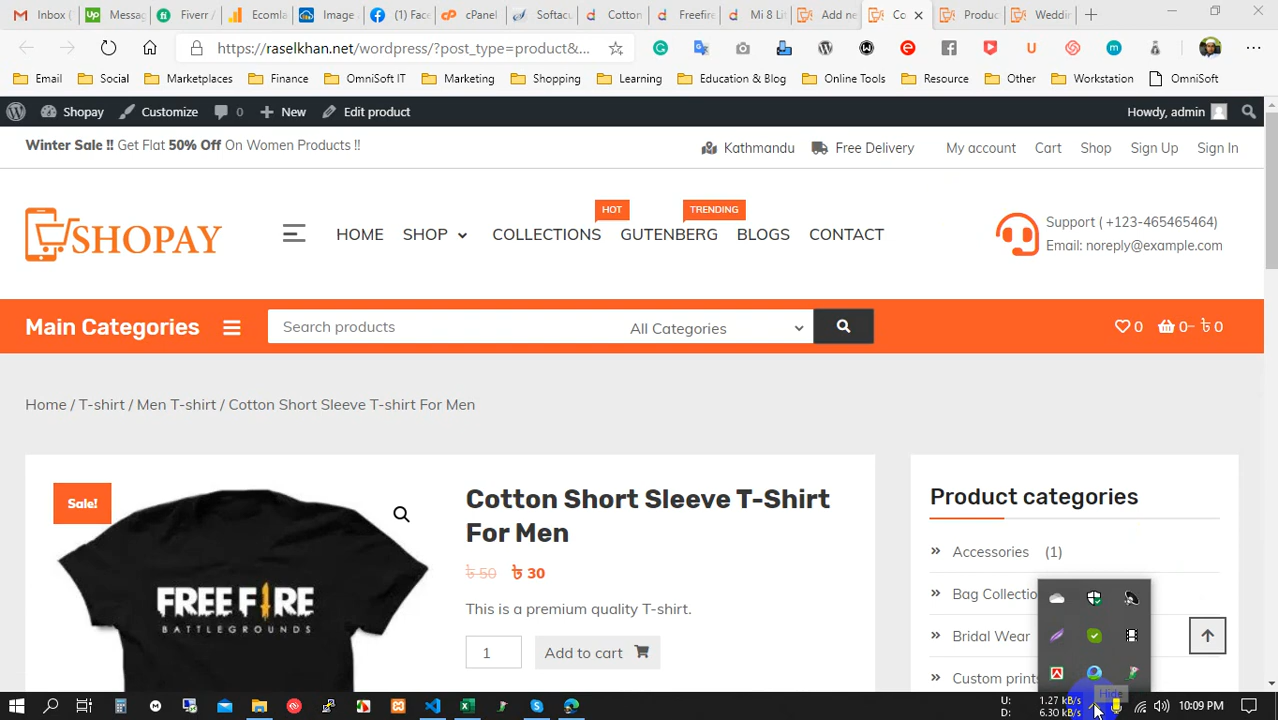 Inbox ( Messag Fiverr / Ecomla Image (1) Face cPanel Softacu Cotton Freefire Mi 8 Lit Add ne Co Produc Weddin
https://raselkhan.net/wordpress/?post_type=product&...
Email Social Marketplaces Finance OmniSoft IT Marketing Shopping Learning Education & Blog Online Tools Resource Other Workstation OmniSoft
Shopay Customize 0 New Edit product Howdy, admin
Winter Sale !! Get Flat 50% Off On Women Products !! Kathmandu Free Delivery My account Cart Shop Sign Up Sign In
HOT TRENDING
SHOPAY HOME SHOP COLLECTIONS GUTENBERG BLOGS CONTACT Support ( +123-465465464)
Email: noreply@example.com
Main Categories Search products All Categories 0 0- ৳ 0
Home / T-shirt / Men T-shirt / Cotton Short Sleeve T-shirt For Men
Sale!
Cotton Short Sleeve T-Shirt
For Men
৳ 50 ৳ 30
This is a premium quality T-shirt.
1 Add to cart
FREE FIRE
BATTLEGROUNDS
Product categories
Accessories (1)
Bag Collectio
Bridal Wear
Custom prints
Hide
U: 1.27 kB/s
D: 6.30 kB/s
10:09 PM